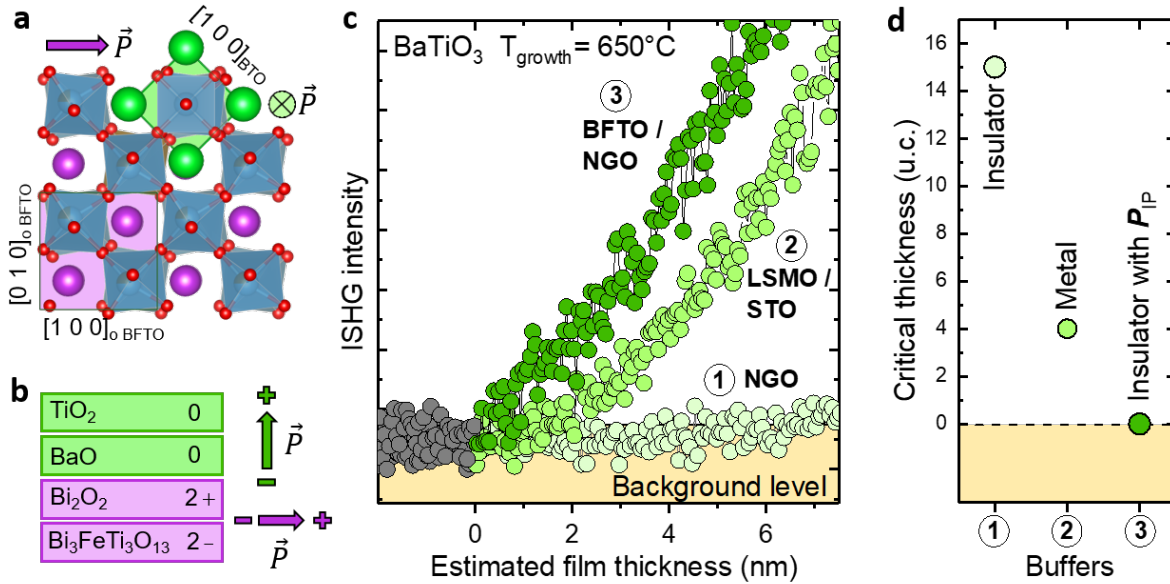 a
P
[1 0 0]BTO
P
[0 1 0]o BFTO
[1 0 0]o BFTO
b
TiO2 0
BaO 0
Bi2O2 2+
Bi3FeTi3O13 2−
+
P
−
− +
P
c
BaTiO3 Tgrowth = 650°C
3
BFTO /
NGO
2
LSMO /
STO
1 NGO
Background level
ISHG intensity
0 2 4 6
Estimated film thickness (nm)
d
16
14
12
10
8
6
4
2
0
Critical thickness (u.c.)
Insulator
Metal
Insulator with PIP
1 2 3
Buffers